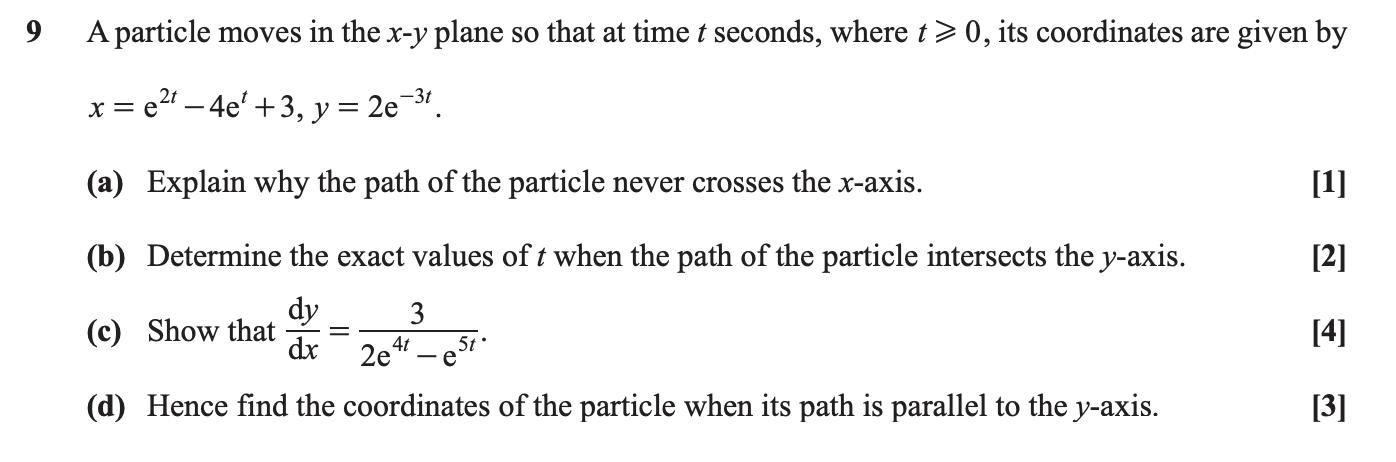 9 A particle moves in the x-y plane so that at time t seconds, where t ⩾ 0, its coordinates are given by
x = e^{2t} − 4e^{t} + 3, y = 2e^{−3t}.
(a) Explain why the path of the particle never crosses the x-axis. [1]
(b) Determine the exact values of t when the path of the particle intersects the y-axis. [2]
(c) Show that \frac{dy}{dx} = \frac{3}{2e^{4t} − e^{5t}}. [4]
(d) Hence find the coordinates of the particle when its path is parallel to the y-axis. [3]